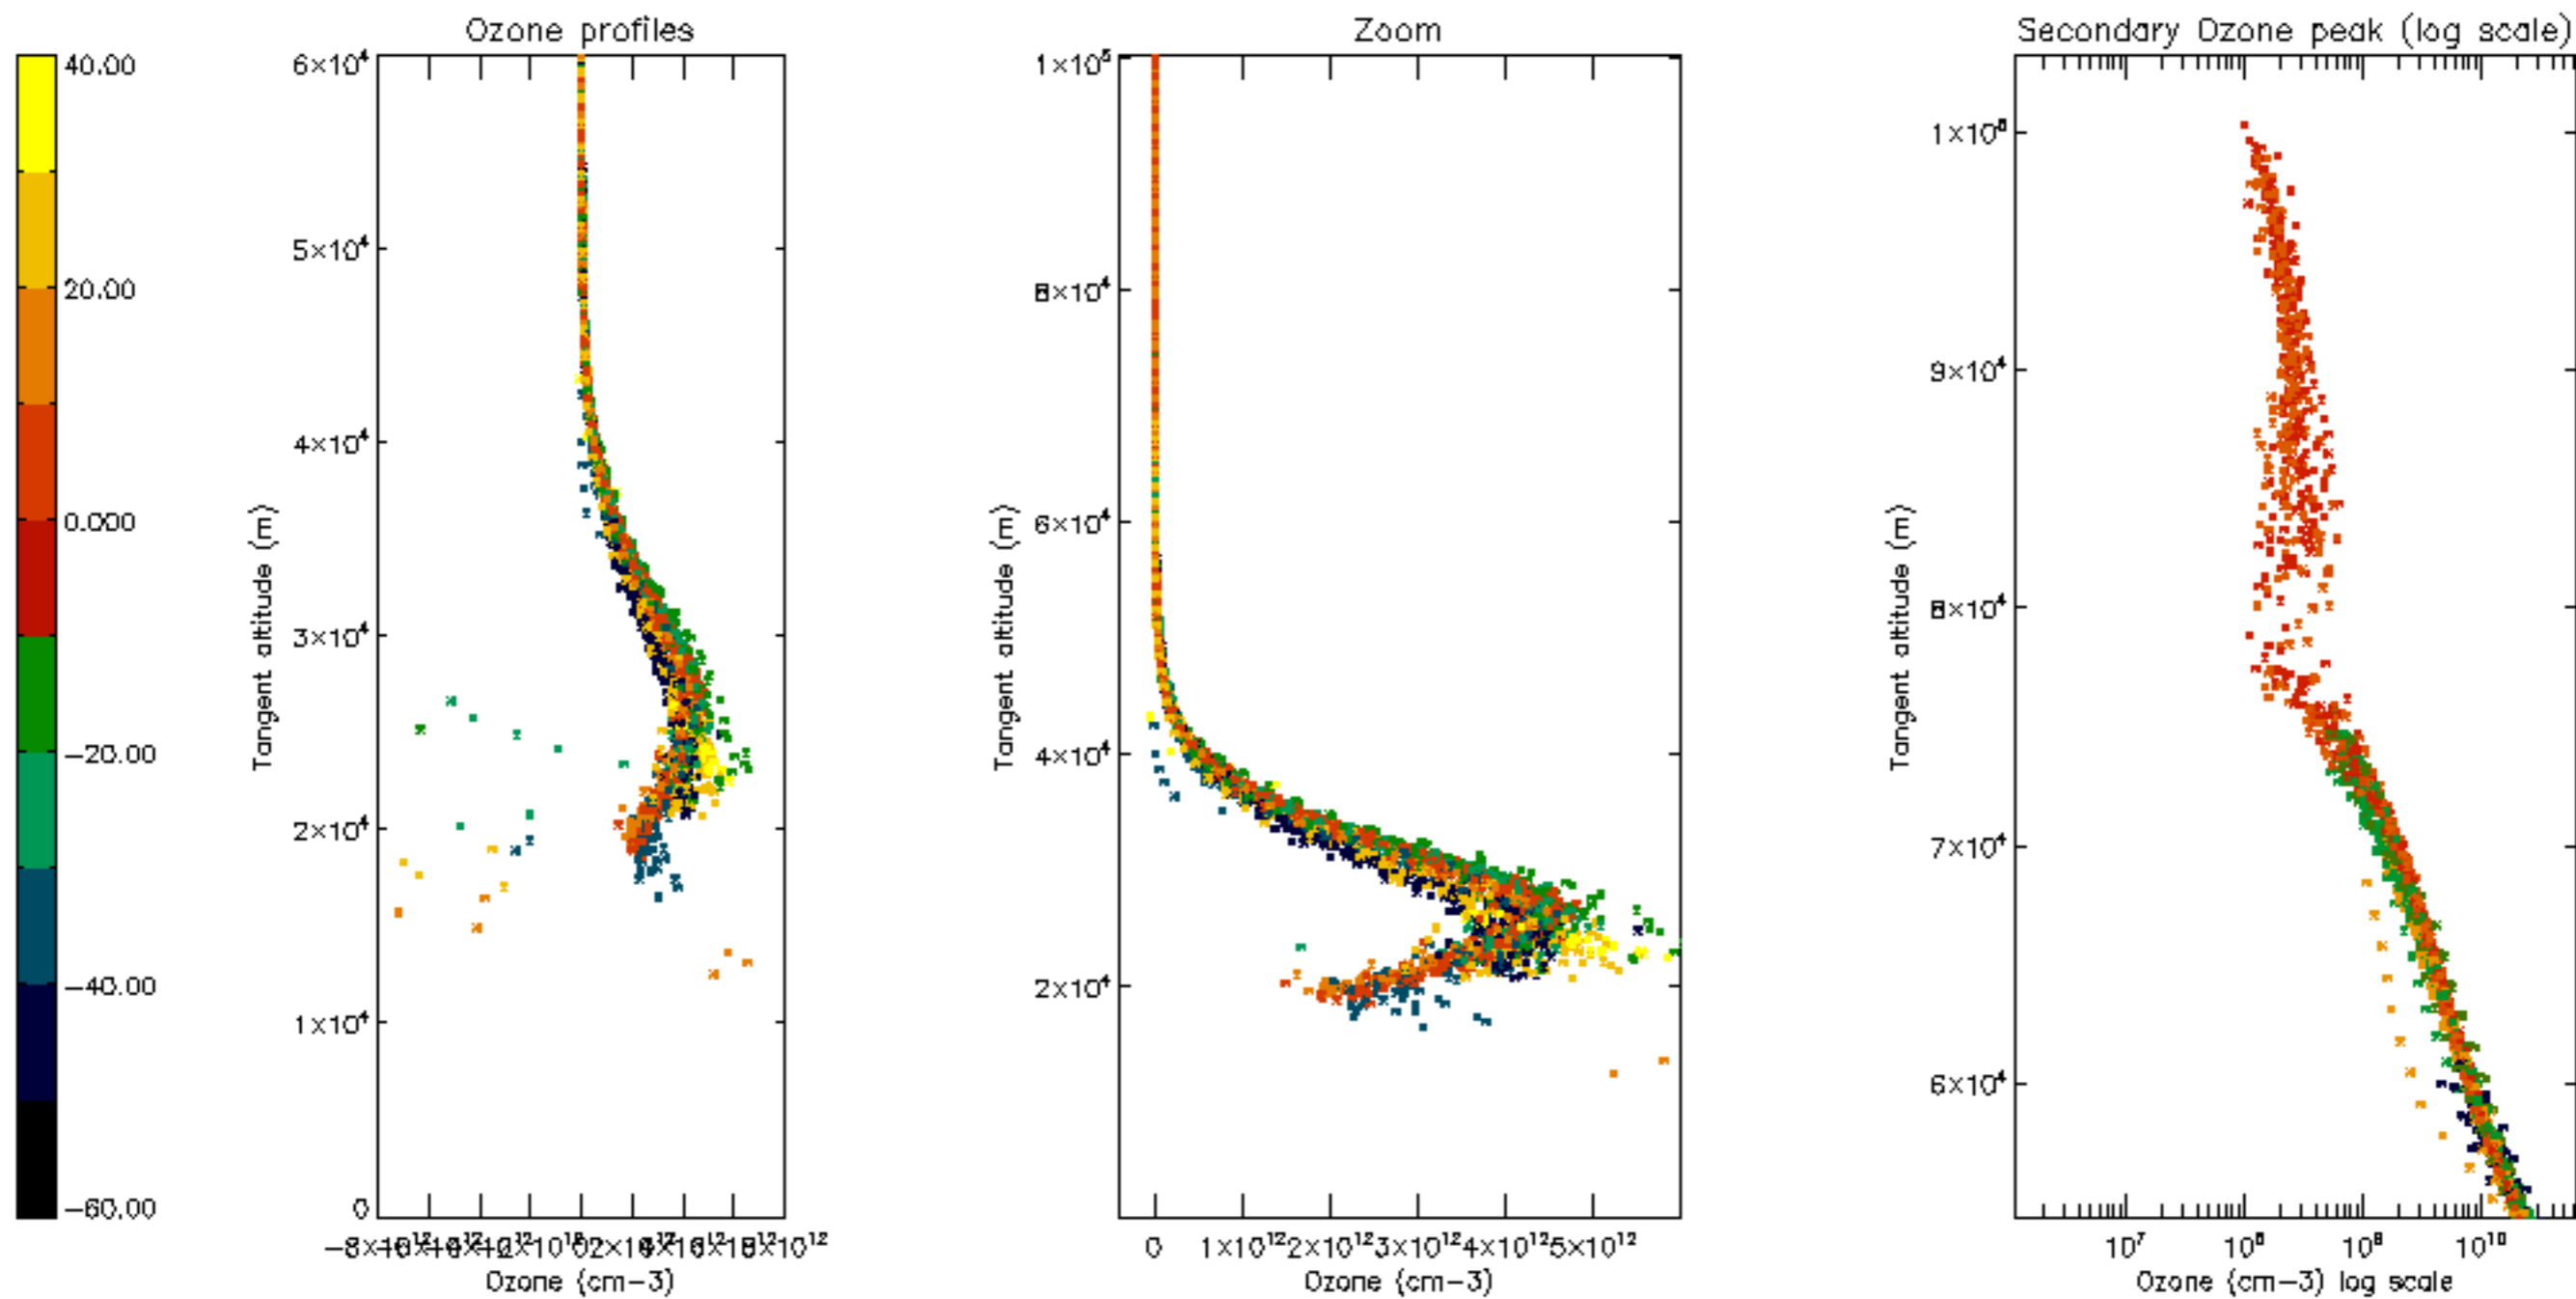 Ozone profiles
Zoom
Secondary Ozone peak (log scale)
40.00
20.00
0.000
−20.00
−40.00
−60.00
6×10⁴
5×10⁴
4×10⁴
3×10⁴
2×10⁴
1×10⁴
0
Tangent altitude (m)
Ozone (cm−3)
1×10⁵
8×10⁴
6×10⁴
4×10⁴
2×10⁴
Tangent altitude (m)
0 1×10¹² 2×10¹² 3×10¹² 4×10¹² 5×10¹²
Ozone (cm−3)
9×10⁴
8×10⁴
7×10⁴
6×10⁴
Tangent altitude (m)
10⁷ 10⁸ 10⁹ 10¹⁰
Ozone (cm−3) log scale